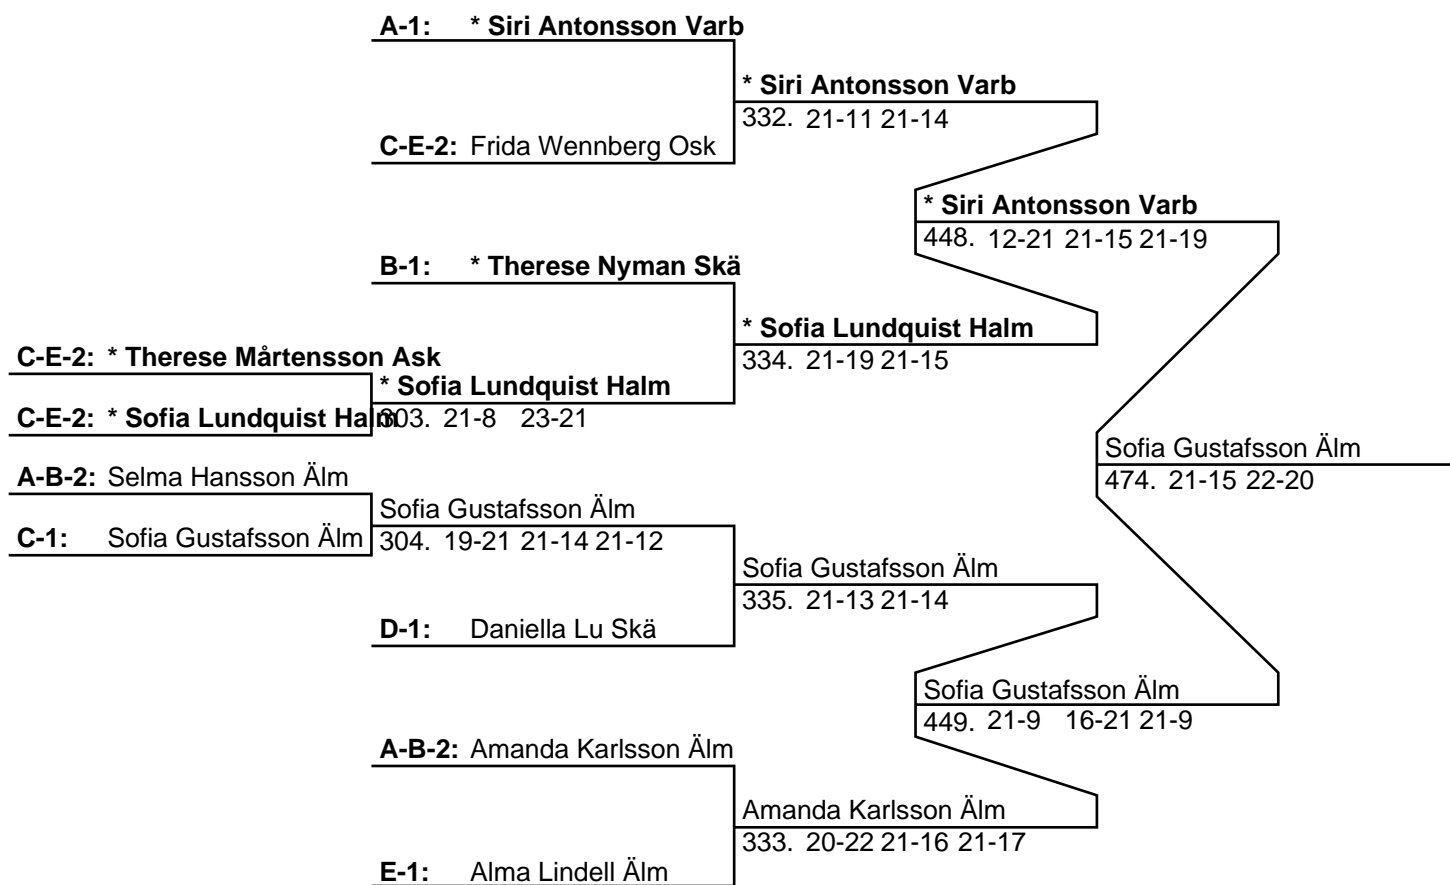 A-1: * Siri Antonsson Varb
* Siri Antonsson Varb
332. 21-11 21-14
C-E-2: Frida Wennberg Osk
* Siri Antonsson Varb
448. 12-21 21-15 21-19
B-1: * Therese Nyman Skä
* Sofia Lundquist Halm
334. 21-19 21-15
C-E-2: * Therese Mårtensson Ask
* Sofia Lundquist Halm
C-E-2: * Sofia Lundquist Halm
303. 21-8 23-21
Sofia Gustafsson Älm
474. 21-15 22-20
A-B-2: Selma Hansson Älm
Sofia Gustafsson Älm
C-1: Sofia Gustafsson Älm
304. 19-21 21-14 21-12
Sofia Gustafsson Älm
335. 21-13 21-14
D-1: Daniella Lu Skä
Sofia Gustafsson Älm
449. 21-9 16-21 21-9
A-B-2: Amanda Karlsson Älm
Amanda Karlsson Älm
333. 20-22 21-16 21-17
E-1: Alma Lindell Älm